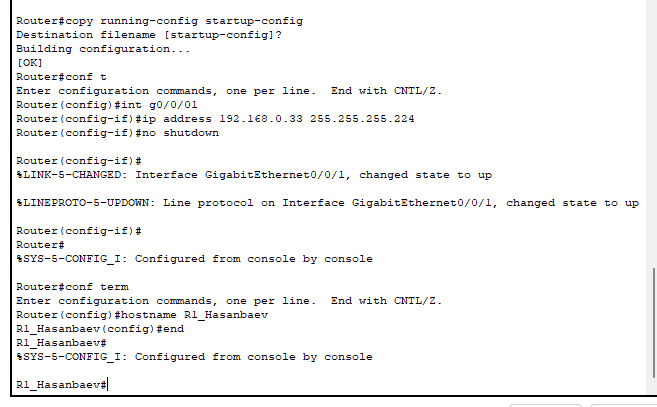 Router#copy running-config startup-config
Destination filename [startup-config]?
Building configuration...
[OK]
Router#conf t
Enter configuration commands, one per line.  End with CNTL/Z.
Router(config)#int g0/0/01
Router(config-if)#ip address 192.168.0.33 255.255.255.224
Router(config-if)#no shutdown
Router(config-if)#
%LINK-5-CHANGED: Interface GigabitEthernet0/0/1, changed state to up
%LINEPROTO-5-UPDOWN: Line protocol on Interface GigabitEthernet0/0/1, changed state to up
Router(config-if)#
Router#
%SYS-5-CONFIG_I: Configured from console by console
Router#conf term
Enter configuration commands, one per line.  End with CNTL/Z.
Router(config)#hostname R1_Hasanbaev
R1_Hasanbaev(config)#end
R1_Hasanbaev#
%SYS-5-CONFIG_I: Configured from console by console
R1_Hasanbaev#